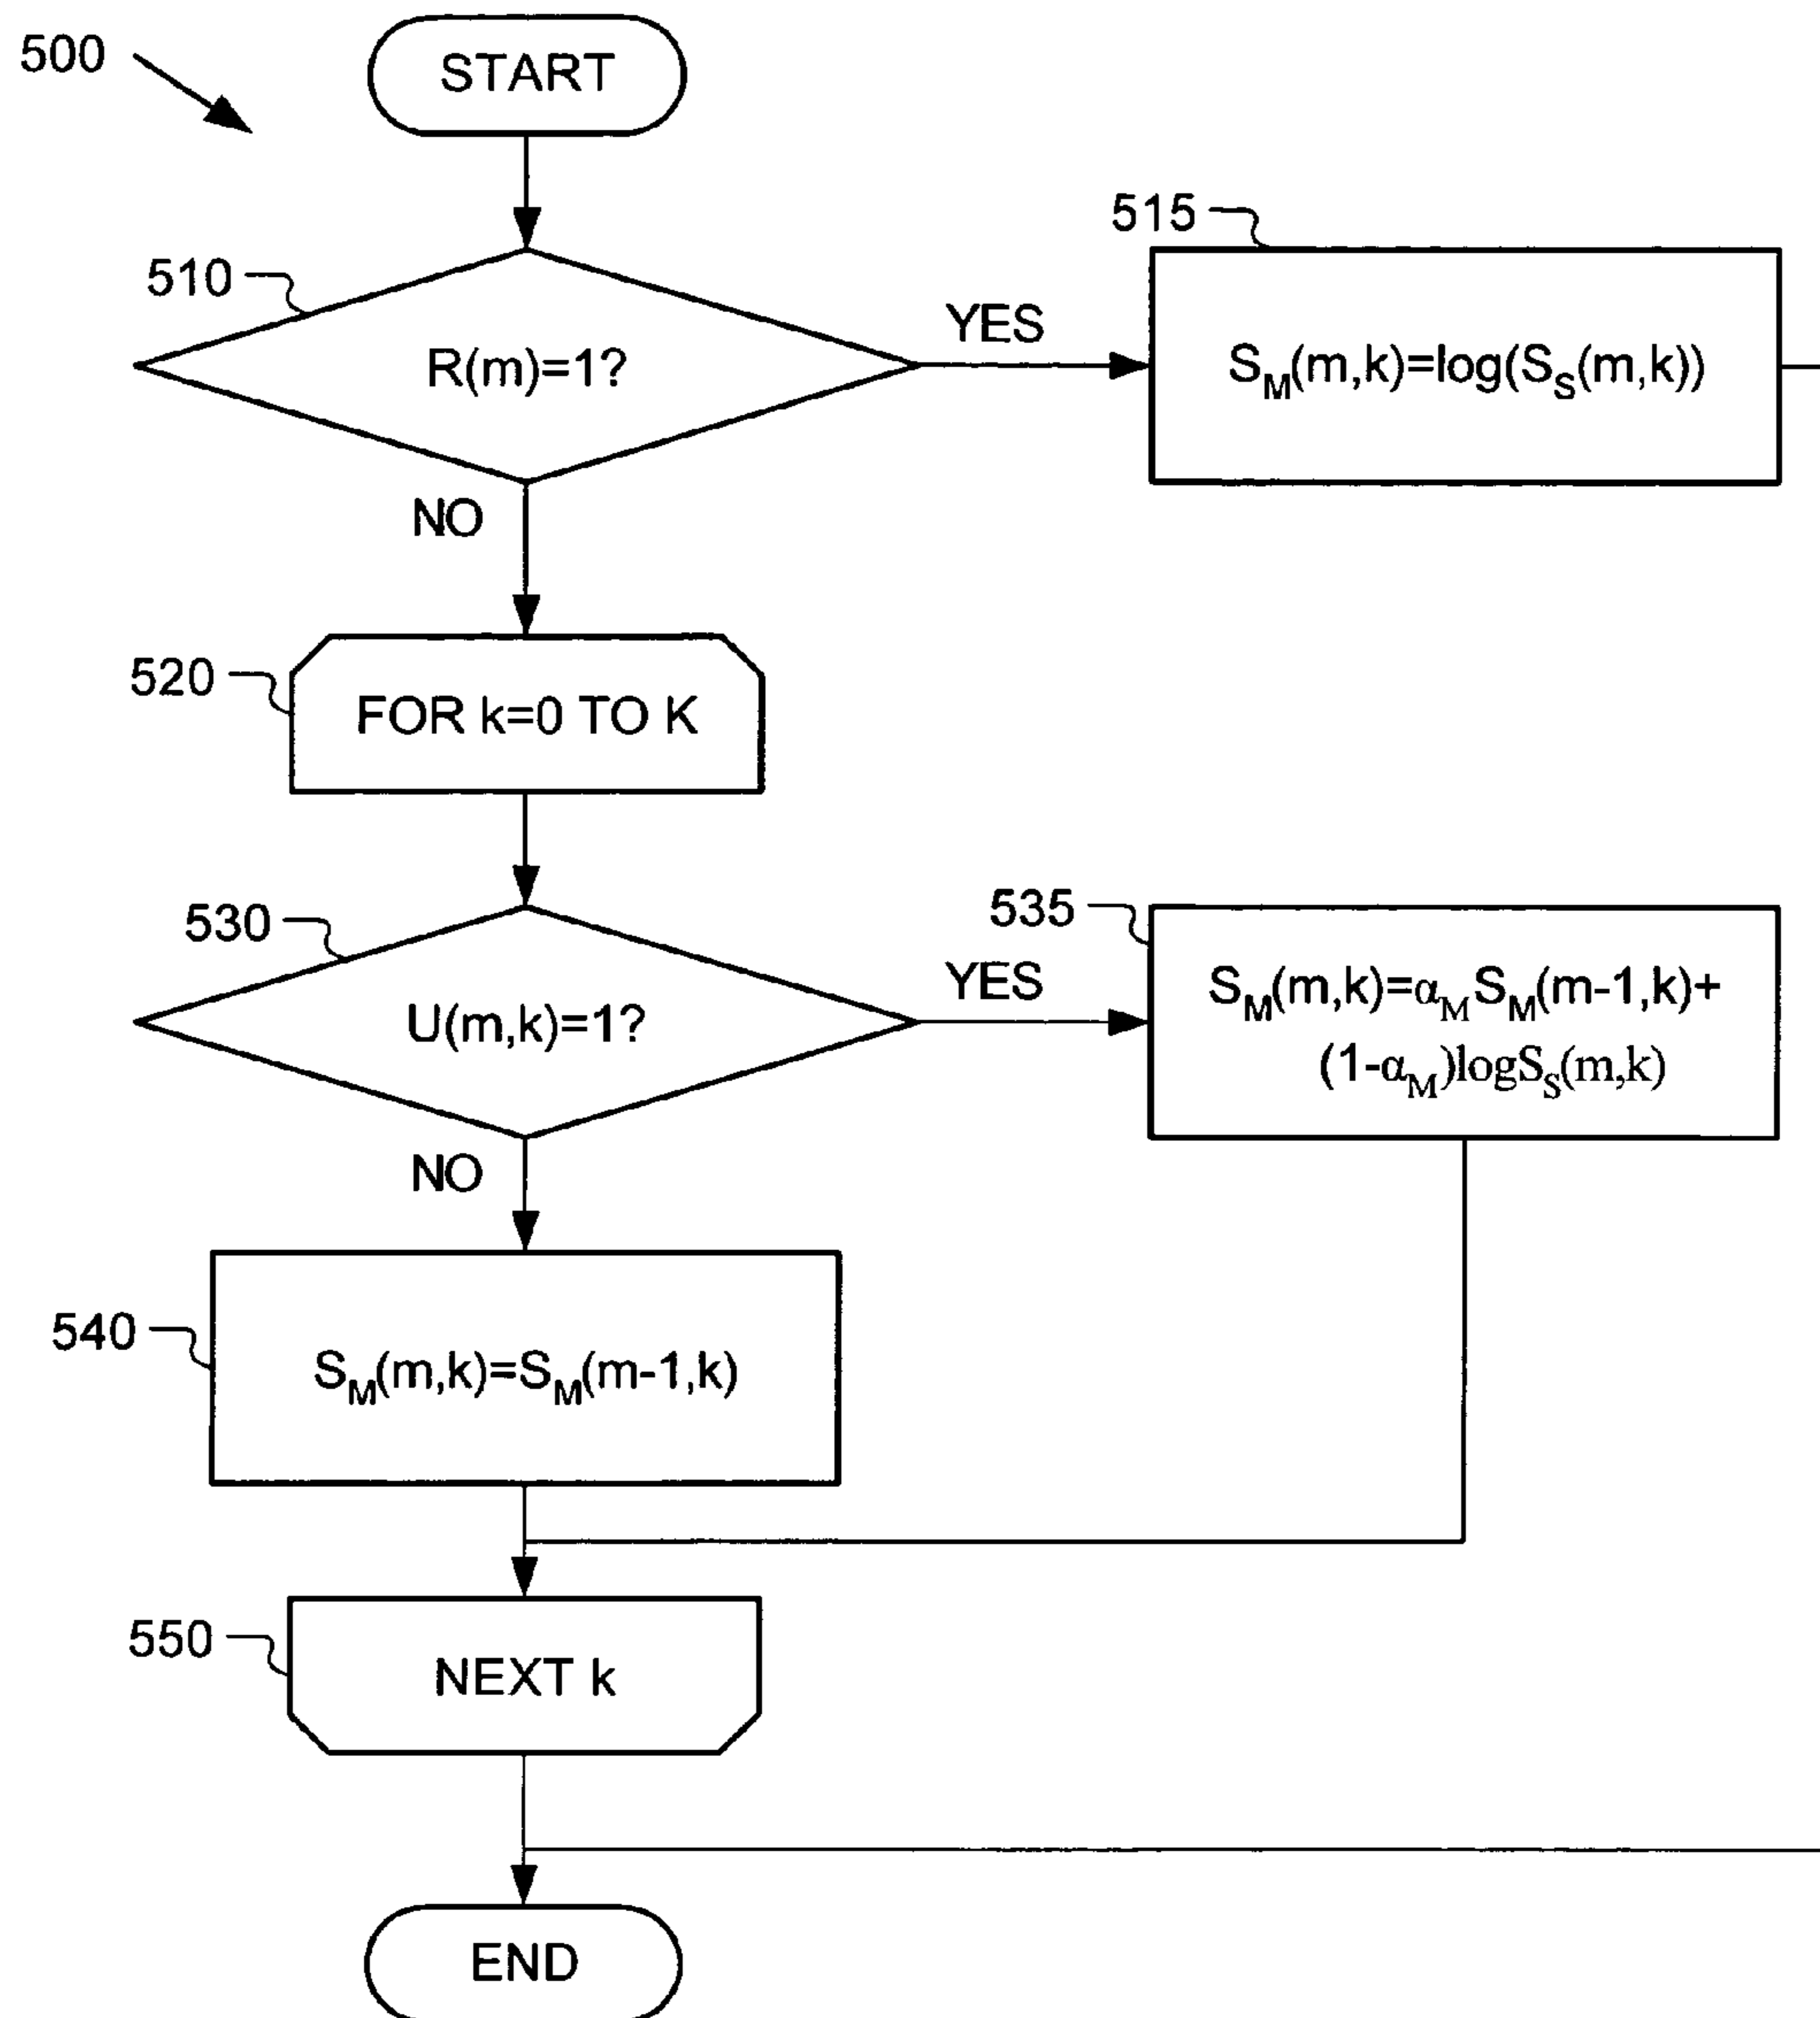 500
START
510
R(m)=1?
YES
515
S_M(m,k)=log(S_S(m,k))
NO
520
FOR k=0 TO K
530
U(m,k)=1?
YES
535
S_M(m,k)=α_M S_M(m-1,k)+
(1-α_M)logS_S(m,k)
NO
540
S_M(m,k)=S_M(m-1,k)
550
NEXT k
END